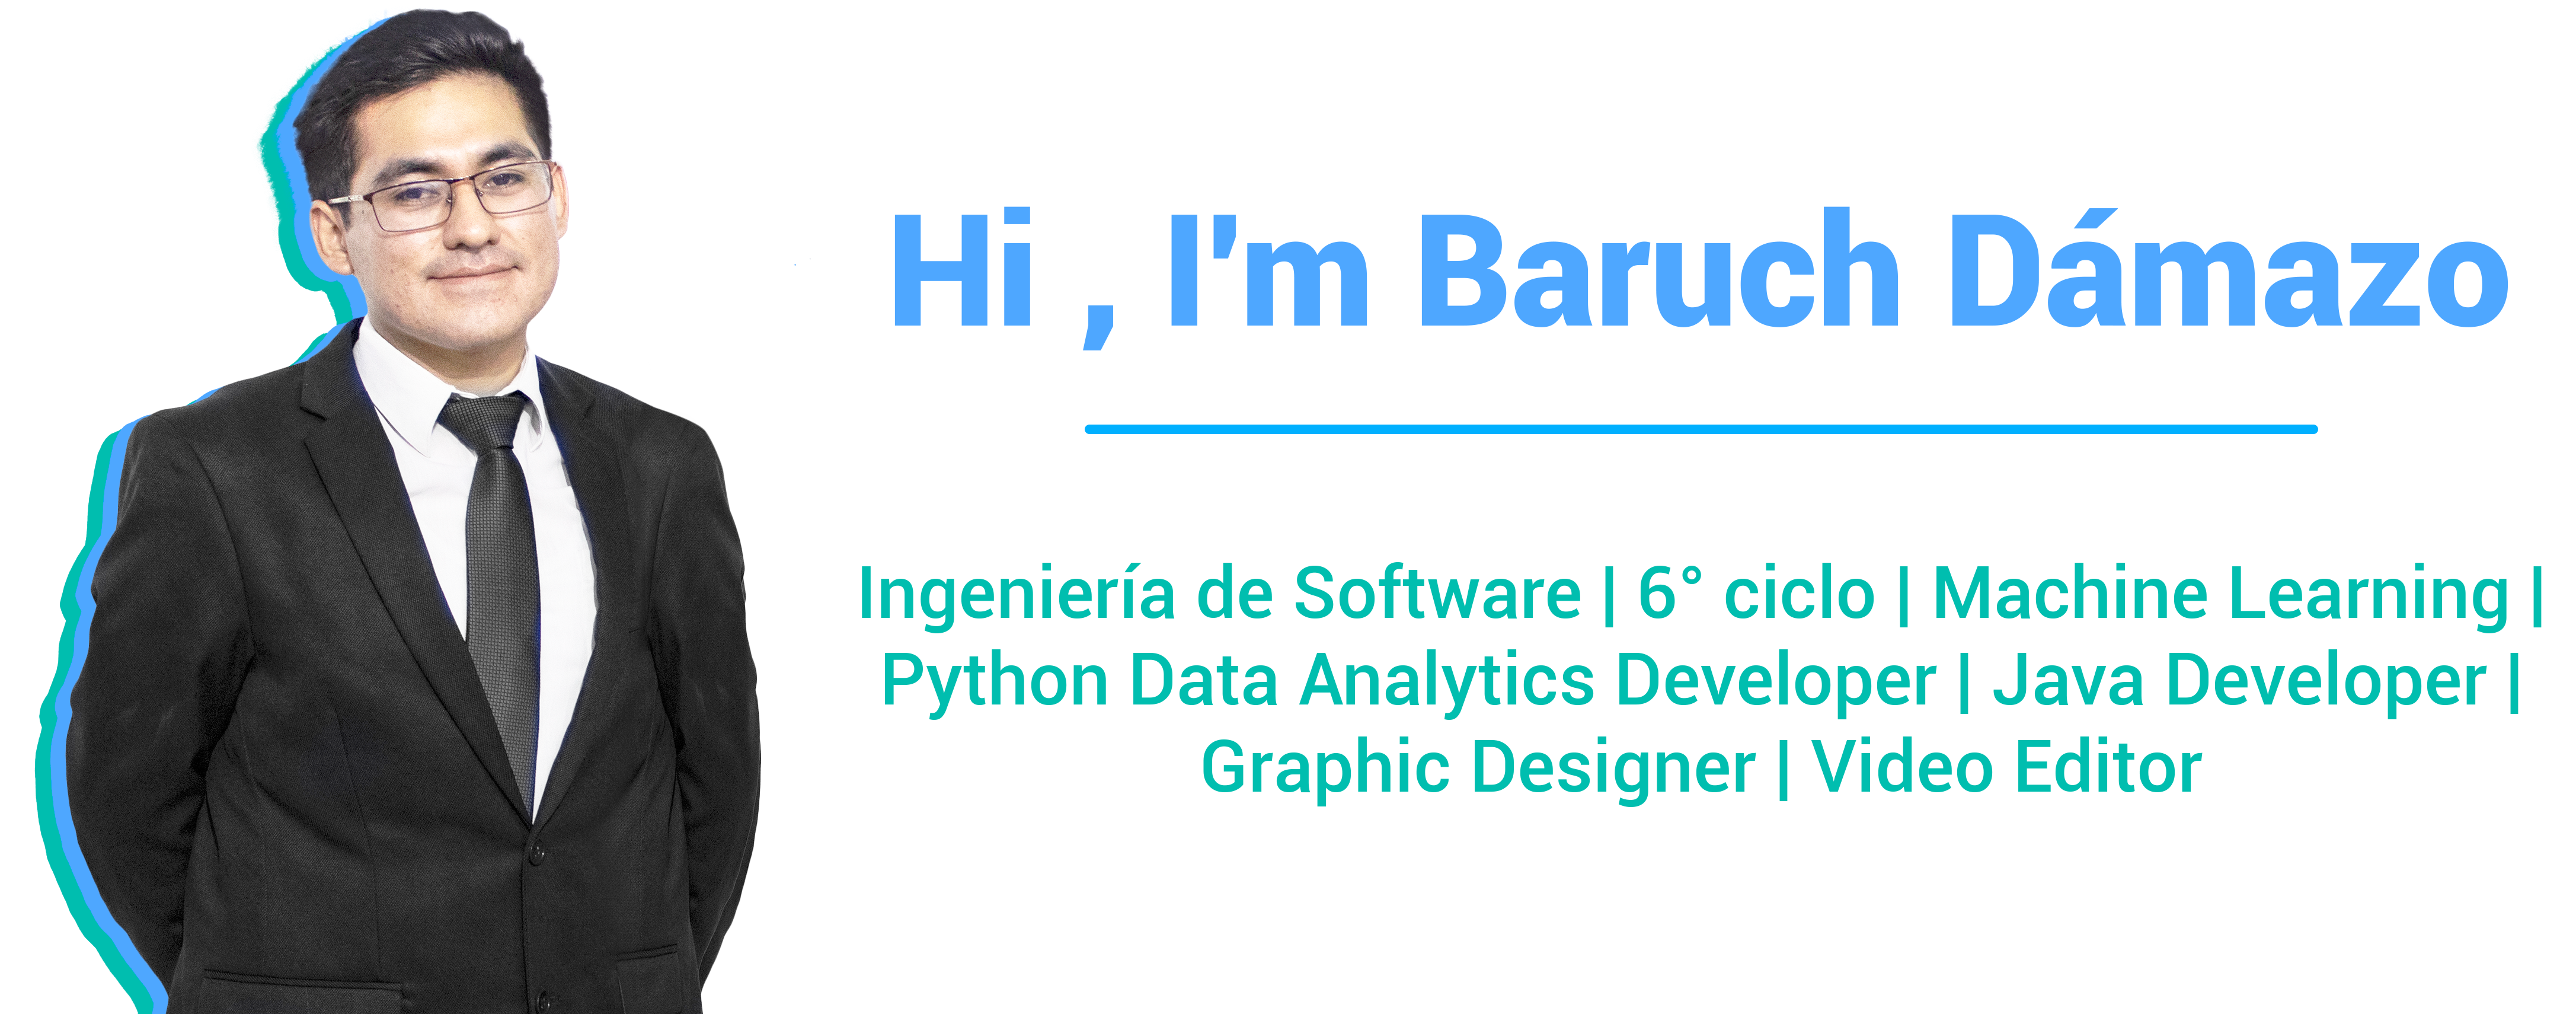 Hi , I'm Baruch Dámazo
Ingeniería de Software | 6° ciclo | Machine Learning |
Python Data Analytics Developer | Java Developer |
Graphic Designer | Video Editor